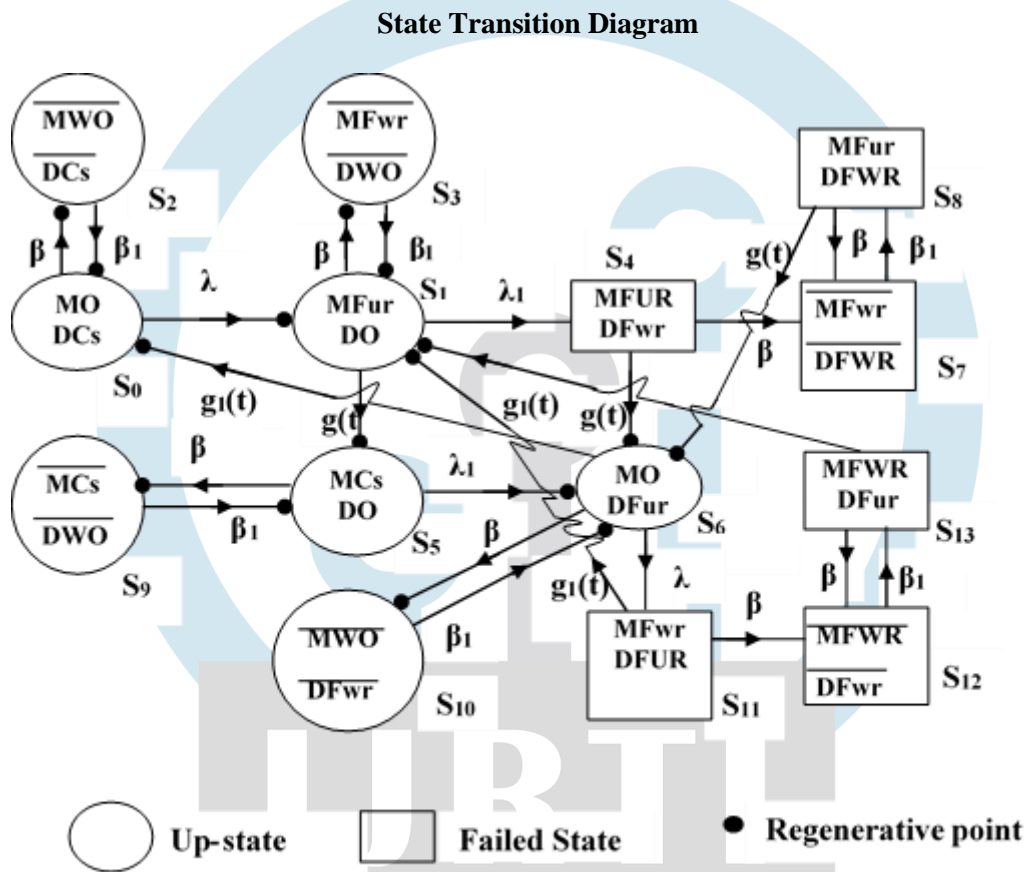 State Transition Diagram
MWO
DCs
S2
MFwr
DWO
S3
MFur
DFWR
S8
β
β1
β
β1
g(t)
β
β1
MO
DCs
S0
λ
MFur
DO
S1
λ1
S4
MFUR
DFwr
β
MFwr
DFWR
S7
g1(t)
g(t
g1(t)
g(t)
MCs
DWO
S9
β
β1
MCs
DO
S5
λ1
MO
DFur
S6
MFWR
DFur
S13
β
β1
g1(t)
λ
β
β1
MWO
DFwr
S10
MFwr
DFUR
S11
β
MFWR
DFwr
S12
Up-state
Failed State
Regenerative point